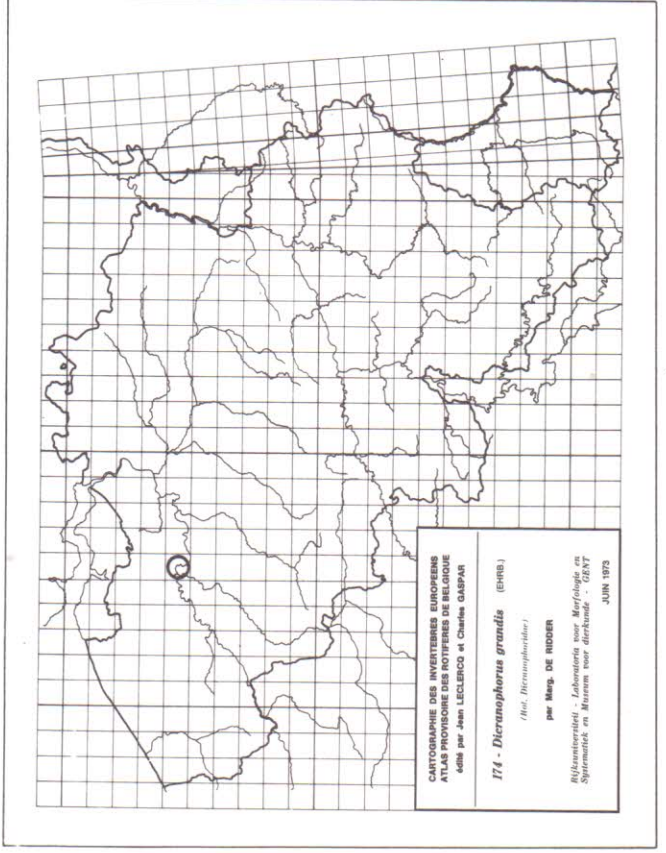 CARTOGRAPHIE DES INVERTEBRES EUROPEENS
ATLAS PROVISOIRE DES ROTIFERES DE BELGIQUE
édité par Jean LECLERCQ et Charles GASPAR
174 - Dicranophorus grandis (EHRB.)
(Rot. Dicranophoridae)
par Marg. DE RIDDER
Rijksuniversiteit - Laboratoria voor Morfologie en
Systematiek en Museum voor dierkunde - GENT
JUIN 1973